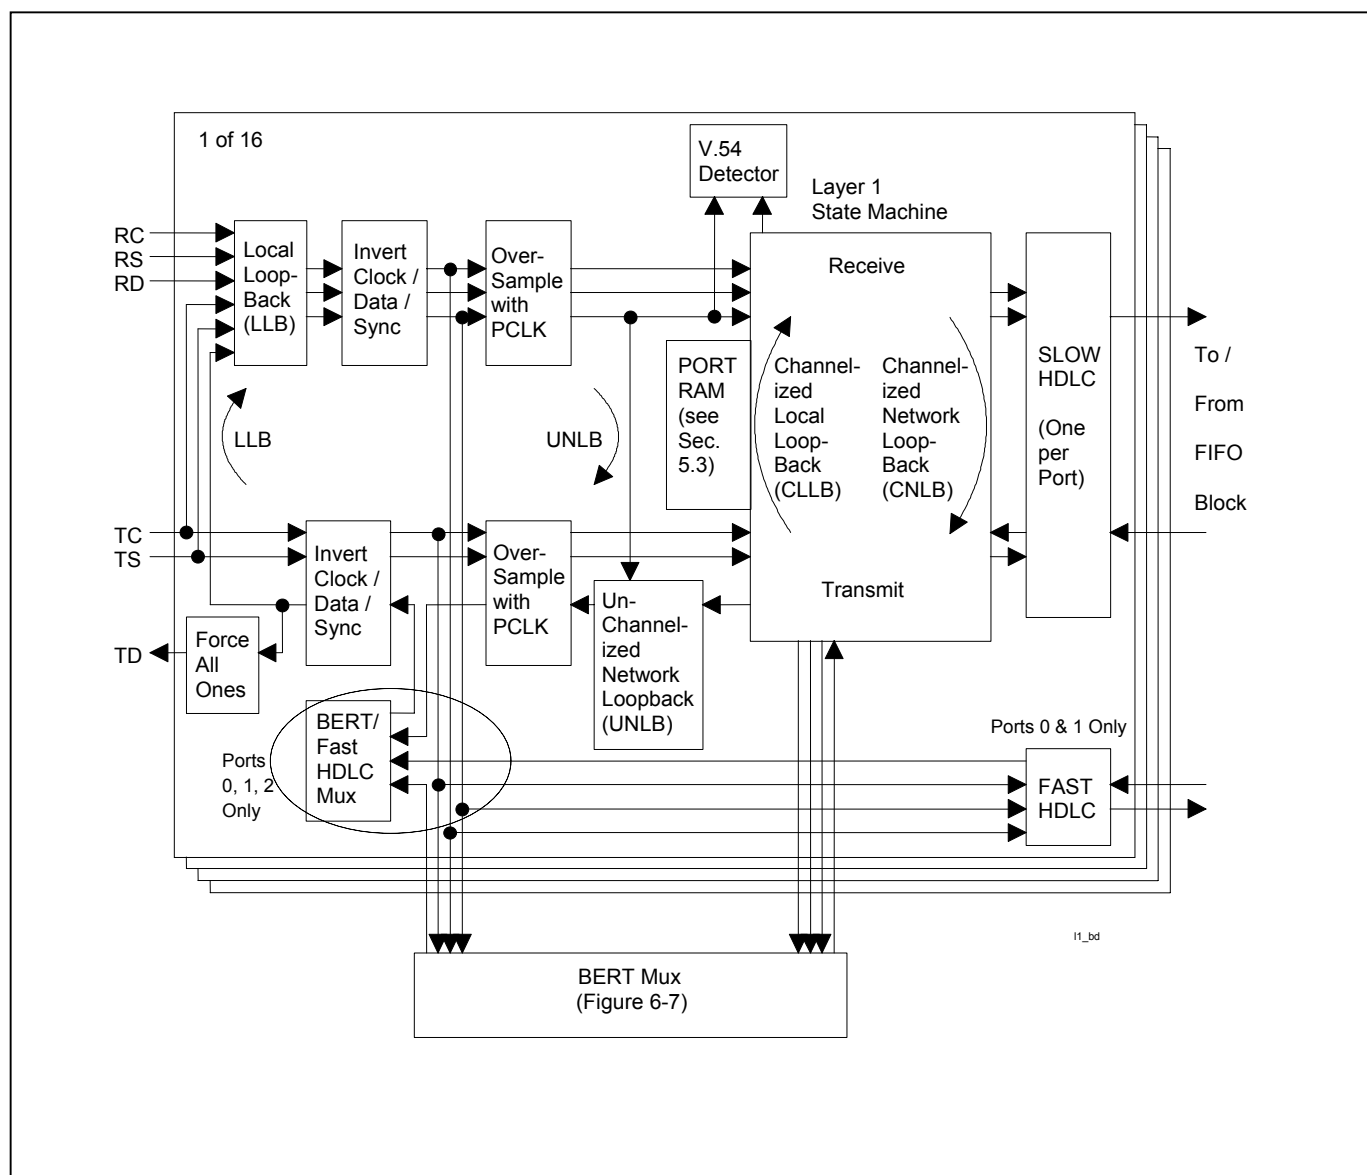 1 of 16
V.54
Detector
Layer 1
State Machine
RC
RS
RD
Local
Loop-
Back
(LLB)
Invert
Clock /
Data /
Sync
Over-
Sample
with
PCLK
Receive
LLB
UNLB
PORT
RAM
(see
Sec.
5.3)
Channel-
ized
Local
Loop-
Back
(CLLB)
Channel-
ized
Network
Loop-
Back
(CNLB)
SLOW
HDLC
(One
per
Port)
To /
From
FIFO
Block
TC
TS
TD
Invert
Clock /
Data /
Sync
Over-
Sample
with
PCLK
Un-
Channel-
ized
Network
Loopback
(UNLB)
Transmit
Force
All
Ones
BERT/
Fast
HDLC
Mux
Ports
0, 1, 2
Only
Ports 0 & 1 Only
FAST
HDLC
l1_bd
BERT Mux
(Figure 6-7)